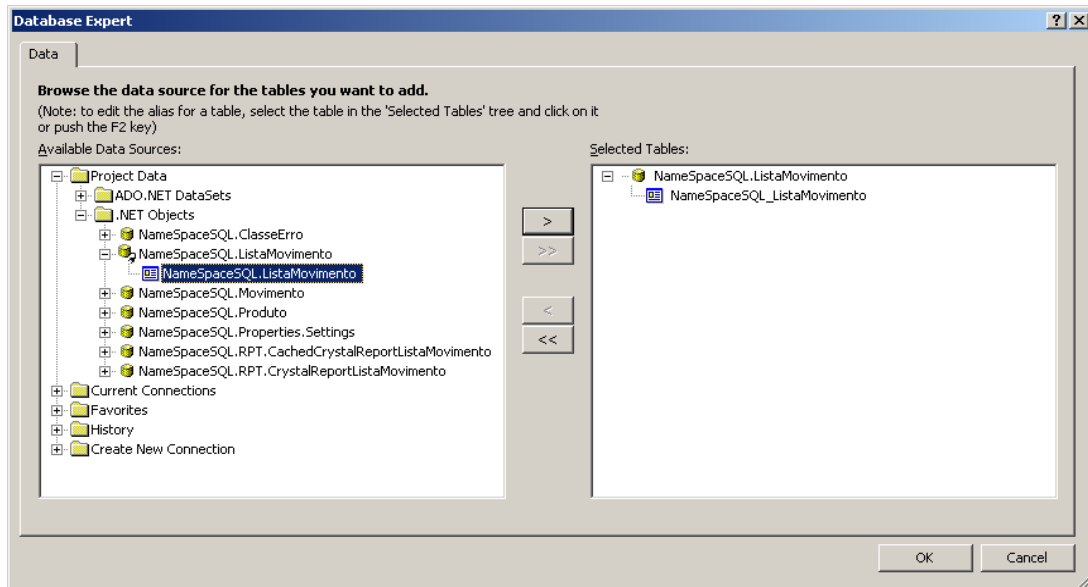 Database Expert
Data
Browse the data source for the tables you want to add.
(Note: to edit the alias for a table, select the table in the 'Selected Tables' tree and click on it
or push the F2 key)
Available Data Sources:
Project Data
ADO.NET DataSets
.NET Objects
NameSpaceSQL.ClasseErro
NameSpaceSQL.ListaMovimento
NameSpaceSQL.ListaMovimento
NameSpaceSQL.Movimento
NameSpaceSQL.Produto
NameSpaceSQL.Properties.Settings
NameSpaceSQL.RPT.CachedCrystalReportListaMovimento
NameSpaceSQL.RPT.CrystalReportListaMovimento
Current Connections
Favorites
History
Create New Connection
>
>>
<
<<
Selected Tables:
NameSpaceSQL.ListaMovimento
NameSpaceSQL_ListaMovimento
OK
Cancel